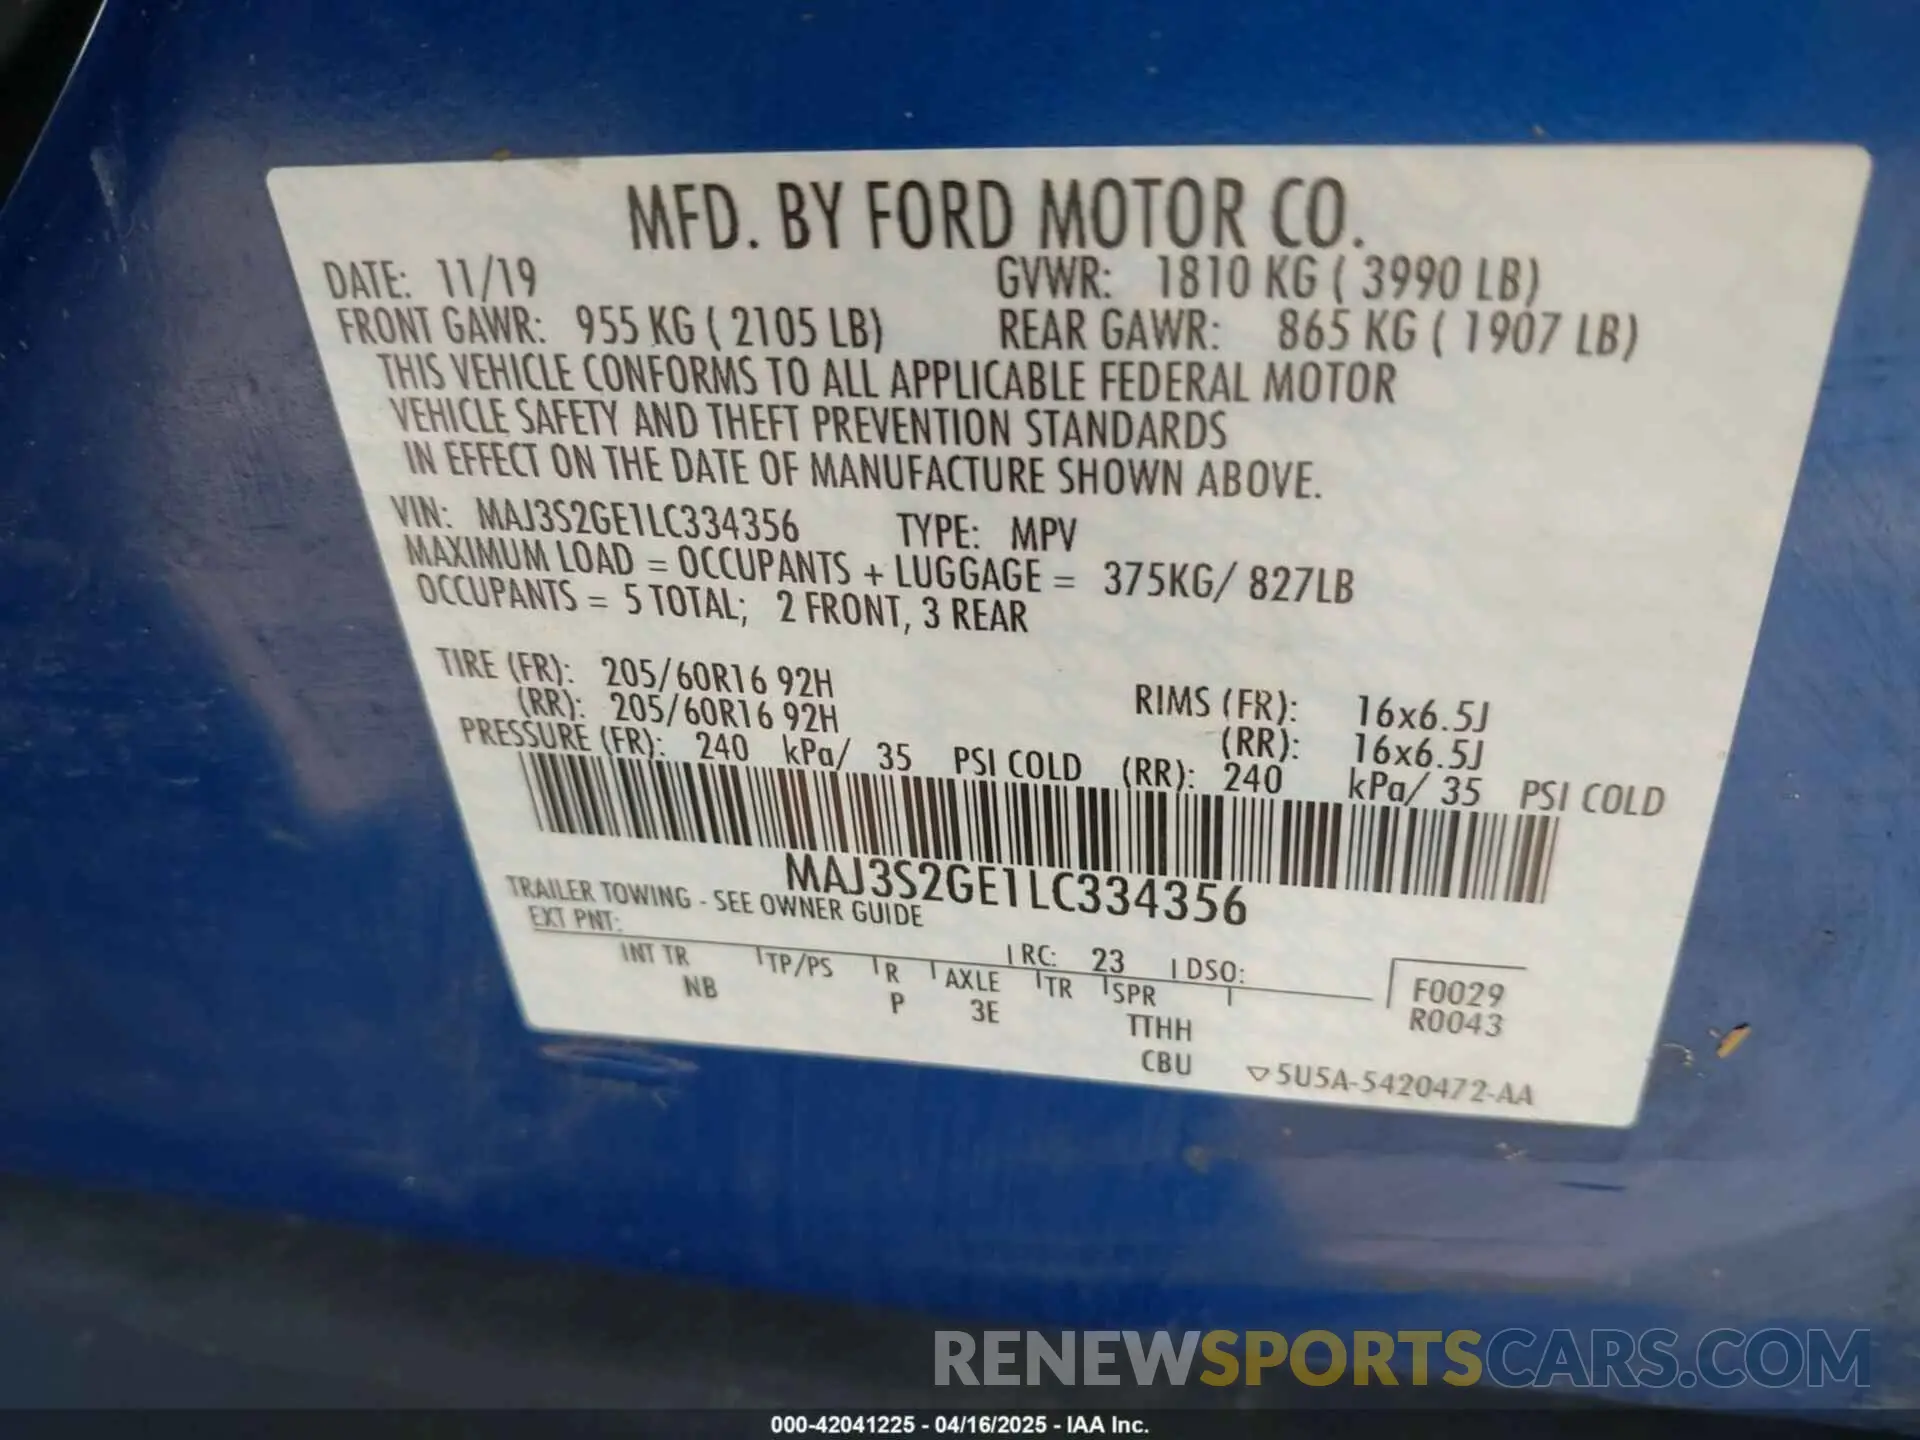 MFD. BY FORD MOTOR CO.
DATE: 11/19 GVWR: 1810 KG ( 3990 LB)
FRONT GAWR: 955 KG ( 2105 LB) REAR GAWR: 865 KG ( 1907 LB)
THIS VEHICLE CONFORMS TO ALL APPLICABLE FEDERAL MOTOR
VEHICLE SAFETY AND THEFT PREVENTION STANDARDS
IN EFFECT ON THE DATE OF MANUFACTURE SHOWN ABOVE.
VIN: MAJ3S2GE1LC334356 TYPE: MPV
MAXIMUM LOAD = OCCUPANTS + LUGGAGE = 375KG/ 827LB
OCCUPANTS = 5 TOTAL; 2 FRONT, 3 REAR
TIRE (FR): 205/60R16 92H RIMS (FR): 16x6.5J
(RR): 205/60R16 92H (RR): 16x6.5J
PRESSURE (FR): 240 kPa/ 35 PSI COLD (RR): 240 kPa/ 35 PSI COLD
MAJ3S2GE1LC334356
TRAILER TOWING - SEE OWNER GUIDE
EXT PNT: RC: 23 DSO:
INT TR TP/PS R AXLE TR SPR F0029
NB P 3E TTHH R0043
CBU ▽5U5A-5420472-AA
RENEWSPORTSCARS.COM
000-42041225 - 04/16/2025 - IAA Inc.